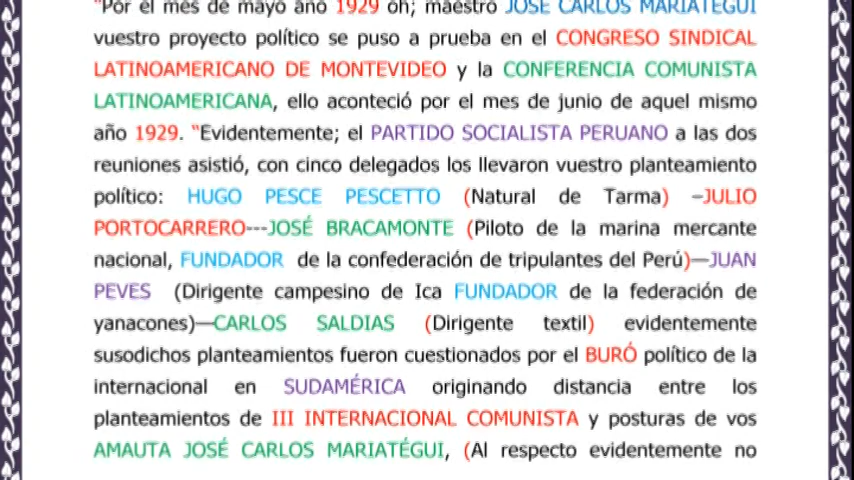 "Por el mes de mayo año 1929 oh; maestro JOSÉ CARLOS MARIÁTEGUI
vuestro proyecto político se puso a prueba en el CONGRESO SINDICAL
LATINOAMERICANO DE MONTEVIDEO y la CONFERENCIA COMUNISTA
LATINOAMERICANA, ello aconteció por el mes de junio de aquel mismo
año 1929. "Evidentemente; el PARTIDO SOCIALISTA PERUANO a las dos
reuniones asistió, con cinco delegados los llevaron vuestro planteamiento
político: HUGO PESCE PESCETTO (Natural de Tarma) –JULIO
PORTOCARRERO---JOSÉ BRACAMONTE (Piloto de la marina mercante
nacional, FUNDADOR de la confederación de tripulantes del Perú)—JUAN
PEVES (Dirigente campesino de Ica FUNDADOR de la federación de
yanacones)—CARLOS SALDIAS (Dirigente textil) evidentemente
susodichos planteamientos fueron cuestionados por el BURÓ político de la
internacional en SUDAMÉRICA originando distancia entre los
planteamientos de III INTERNACIONAL COMUNISTA y posturas de vos
AMAUTA JOSÉ CARLOS MARIATÉGUI, (Al respecto evidentemente no